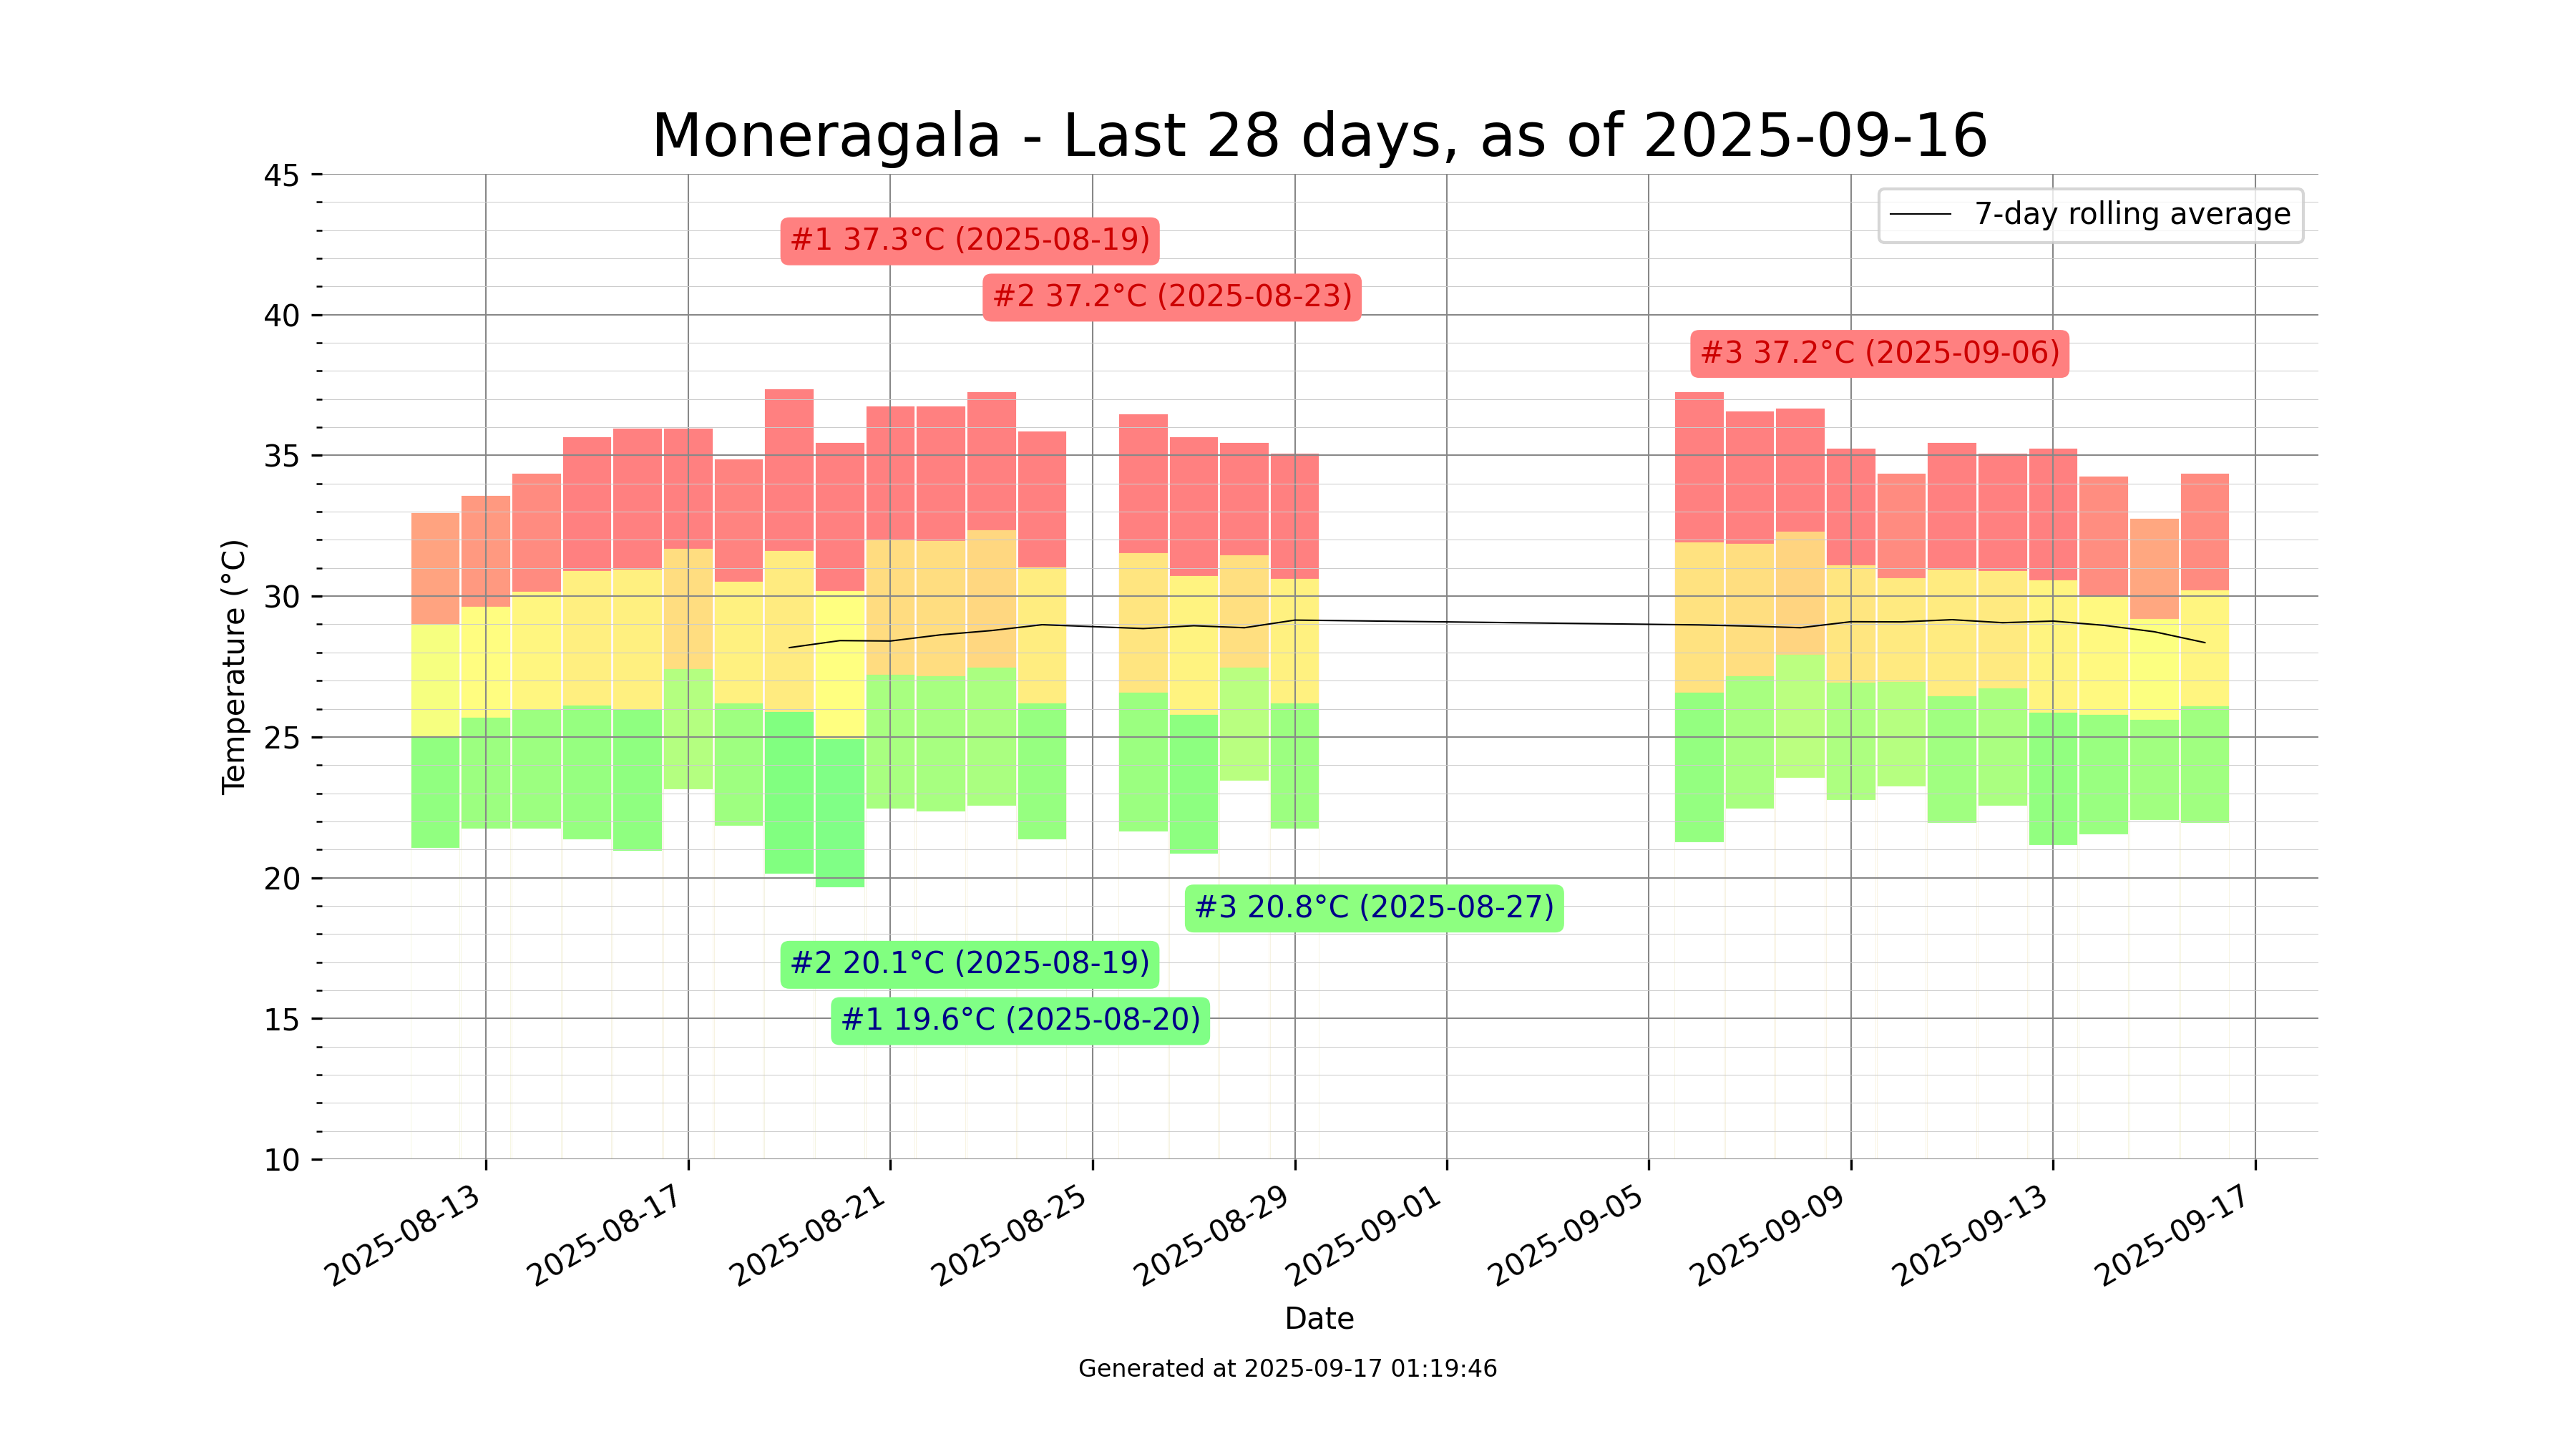 Moneragala - Last 28 days, as of 2025-09-16
7-day rolling average
#1 37.3°C (2025-08-19)
#2 37.2°C (2025-08-23)
#3 37.2°C (2025-09-06)
45
40
35
30
25
20
15
10
Temperature (°C)
#3 20.8°C (2025-08-27)
#2 20.1°C (2025-08-19)
#1 19.6°C (2025-08-20)
2025-08-13
2025-08-17
2025-08-21
2025-08-25
2025-08-29
2025-09-01
2025-09-05
2025-09-09
2025-09-13
2025-09-17
Date
Generated at 2025-09-17 01:19:46